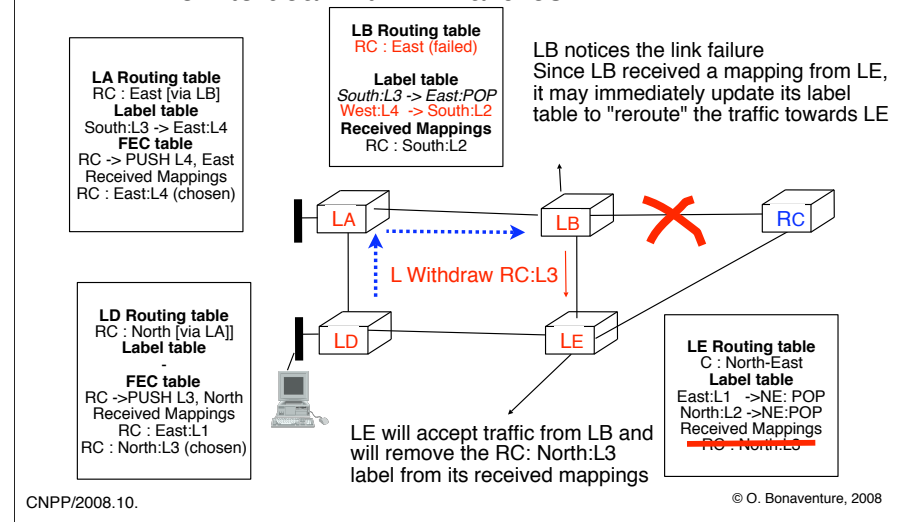 LB Routing table
RC : East (failed)
Label table
South:L3 -> East:POP
West:L4 -> South:L2
Received Mappings
RC : South:L2
LB notices the link failure
Since LB received a mapping from LE,
it may immediately update its label
table to "reroute" the traffic towards LE
LA Routing table
RC : East [via LB]
Label table
South:L3 -> East:L4
FEC table
RC -> PUSH L4, East
Received Mappings
RC : East:L4 (chosen)
LA
LB
RC
L Withdraw RC:L3
LD
LE
LD Routing table
RC : North [via LA]]
Label table
-
FEC table
RC ->PUSH L3, North
Received Mappings
RC : East:L1
RC : North:L3 (chosen)
LE Routing table
C : North-East
Label table
East:L1 ->NE: POP
North:L2 ->NE:POP
Received Mappings
RC : North:L3
LE will accept traffic from LB and
will remove the RC: North:L3
label from its received mappings
CNPP/2008.10.
© O. Bonaventure, 2008